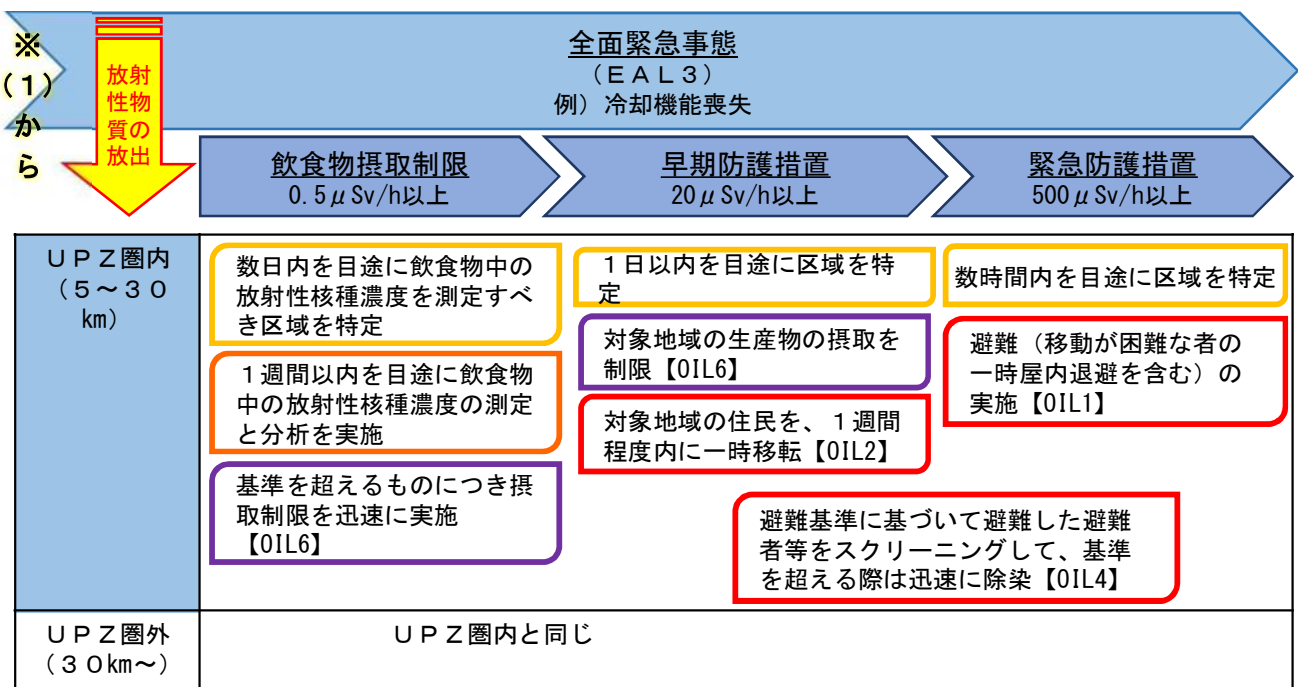 ※
(1)
か
ら
放射
性物
質の
放出
全面緊急事態
（ＥＡＬ３）
例）冷却機能喪失
飲食物摂取制限
0.5μSv/h以上
早期防護措置
20μSv/h以上
緊急防護措置
500μSv/h以上
ＵＰＺ圏内
（５～３０
km）
数日内を目途に飲食物中の
放射性核種濃度を測定すべ
き区域を特定
１週間以内を目途に飲食物
中の放射性核種濃度の測定
と分析を実施
基準を超えるものにつき摂
取制限を迅速に実施
【OIL6】
１日以内を目途に区域を特
定
対象地域の生産物の摂取を
制限【OIL6】
対象地域の住民を、１週間
程度内に一時移転【OIL2】
数時間内を目途に区域を特定
避難（移動が困難な者の
一時屋内退避を含む）の
実施【OIL1】
避難基準に基づいて避難した避難
者等をスクリーニングして、基準
を超える際は迅速に除染【OIL4】
ＵＰＺ圏外
（３０km～）
ＵＰＺ圏内と同じ